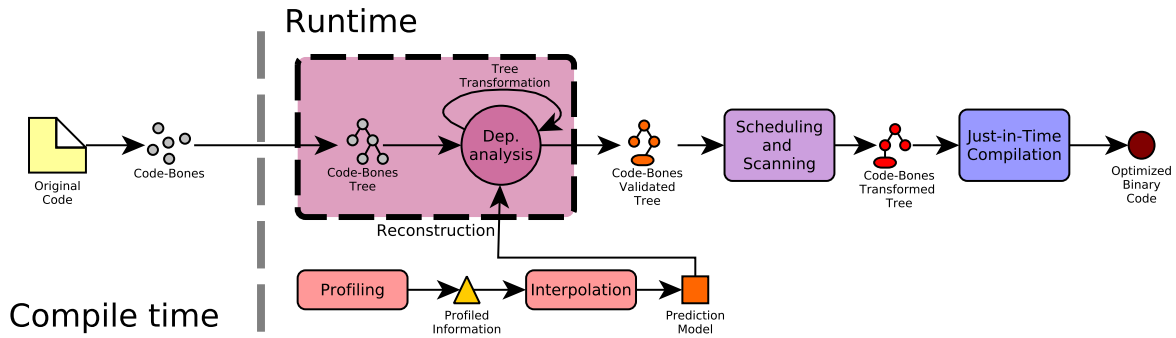 Runtime
Tree
Transformation
Dep.
analysis
Scheduling
and
Scanning
Just-in-Time
Compilation
Original
Code
Code-Bones
Code-Bones
Tree
Code-Bones
Validated
Tree
Code-Bones
Transformed
Tree
Optimized
Binary
Code
Reconstruction
Profiling
Interpolation
Profiled
Information
Prediction
Model
Compile time